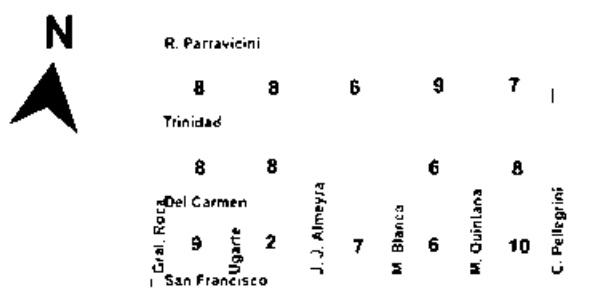 N
R. Parravicini
8 8 6 9 7
Trinidad
8 8 6 8
Del Carmen
Gral. Roca
Ugarte
J. J. Almeyra
M. Blanco
M. Quintana
C. Pellegrini
9 2 7 6 10
San Francisco